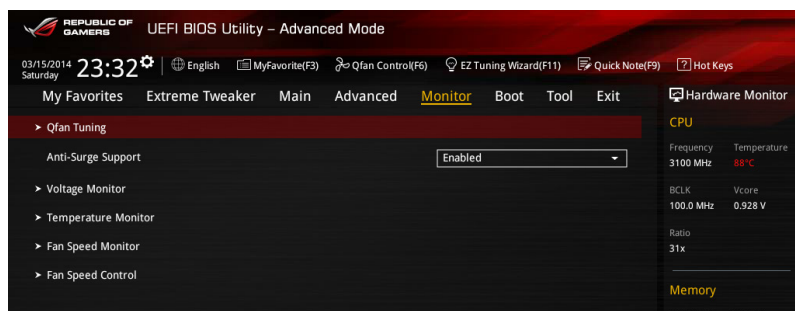 REPUBLIC OF
GAMERS
UEFI BIOS Utility – Advanced Mode
03/15/2014
Saturday
23:32
English
MyFavorite(F3)
Qfan Control(F6)
EZ Tuning Wizard(F11)
Quick Note(F9)
? Hot Keys
My Favorites
Extreme Tweaker
Main
Advanced
Monitor
Boot
Tool
Exit
Hardware Monitor
> Qfan Tuning
Anti-Surge Support
Enabled
> Voltage Monitor
> Temperature Monitor
> Fan Speed Monitor
> Fan Speed Control
CPU
Frequency Temperature
3100 MHz 88°C
BCLK Vcore
100.0 MHz 0.928 V
Ratio
31x
Memory